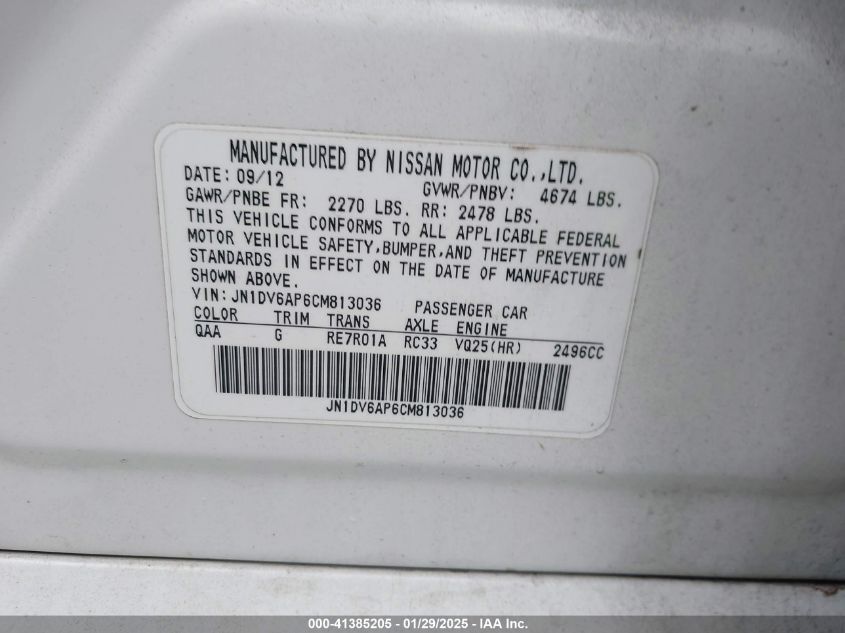 MANUFACTURED BY NISSAN MOTOR CO.,LTD.
DATE: 09/12 GVWR/PNBV: 4674 LBS.
GAWR/PNBE FR: 2270 LBS. RR: 2478 LBS.
THIS VEHICLE CONFORMS TO ALL APPLICABLE FEDERAL
MOTOR VEHICLE SAFETY,BUMPER,AND THEFT PREVENTION
STANDARDS IN EFFECT ON THE DATE OF MANUFACTURE
SHOWN ABOVE.
VIN: JN1DV6AP6CM813036 PASSENGER CAR
COLOR TRIM TRANS AXLE ENGINE
QAA G RE7R01A RC33 VQ25(HR) 2496CC
JN1DV6AP6CM813036
000-41385205 - 01/29/2025 - IAA Inc.